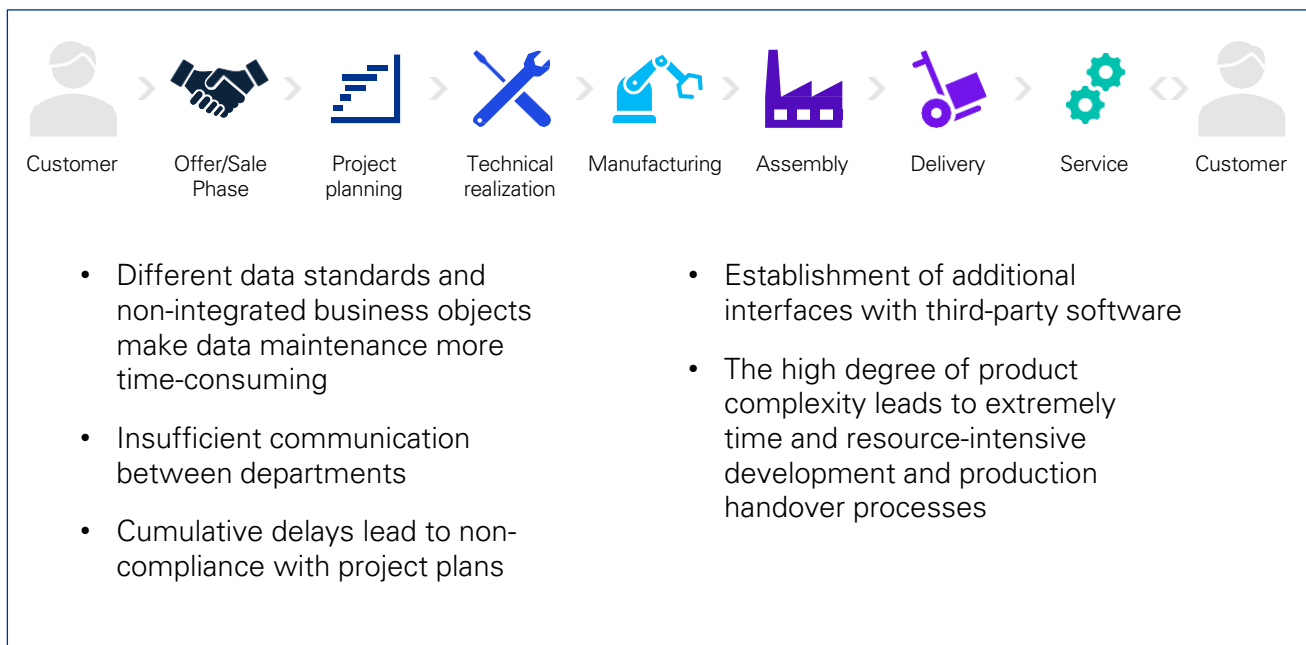 Customer
Offer/Sale
Phase
Project
planning
Technical
realization
Manufacturing
Assembly
Delivery
Service
Customer
• Different data standards and
non-integrated business objects
make data maintenance more
time-consuming
• Insufficient communication
between departments
• Cumulative delays lead to non-
compliance with project plans
• Establishment of additional
interfaces with third-party software
• The high degree of product
complexity leads to extremely
time and resource-intensive
development and production
handover processes